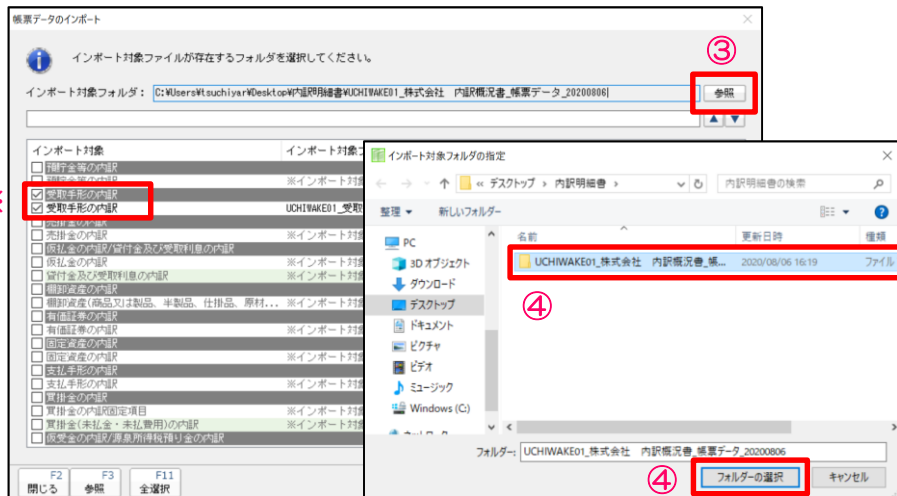 帳票データのインポート
インポート対象ファイルが存在するフォルダを選択してください。
③
インポート対象フォルダ： C:¥Users¥tsuchiyar¥Desktop¥内訳明細書¥UCHIWAKE01_株式会社　内訳概況書_帳票データ_20200806
参照
インポート対象
預貯金等の内訳
※インポート対象
受取手形の内訳
※
受取手形の内訳 UCHIWAKE01_受取
売掛金の内訳
売掛金の内訳 ※インポート対象
仮払金の内訳/貸付金及び受取利息の内訳
仮払金の内訳 ※インポート対象
貸付金及び受取利息の内訳 ※インポート対象
棚卸資産の内訳
棚卸資産(商品又は製品、半製品、仕掛品、原材... ※インポート対象
有価証券の内訳
有価証券の内訳 ※インポート対象
固定資産の内訳
固定資産の内訳 ※インポート対象
支払手形の内訳
支払手形の内訳 ※インポート対象
買掛金の内訳
買掛金の内訳固定項目 ※インポート対象
買掛金(未払金・未払費用)の内訳 ※インポート対象
仮受金の内訳/源泉所得税預り金の内訳
F2 F3 F11
閉じる 参照 全選択
インポート対象フォルダの指定
« デスクトップ › 内訳明細書 ›
内訳明細書の検索
整理 新しいフォルダー
名前 更新日時 種類
UCHIWAKE01_株式会社　内訳概況書_帳... 2020/08/06 16:19 ファイル
④
PC
3D オブジェクト
ダウンロード
デスクトップ
ドキュメント
ピクチャ
ビデオ
ミュージック
Windows (C:)
フォルダー: UCHIWAKE01_株式会社　内訳概況書_帳票データ_20200806
④
フォルダーの選択 キャンセル